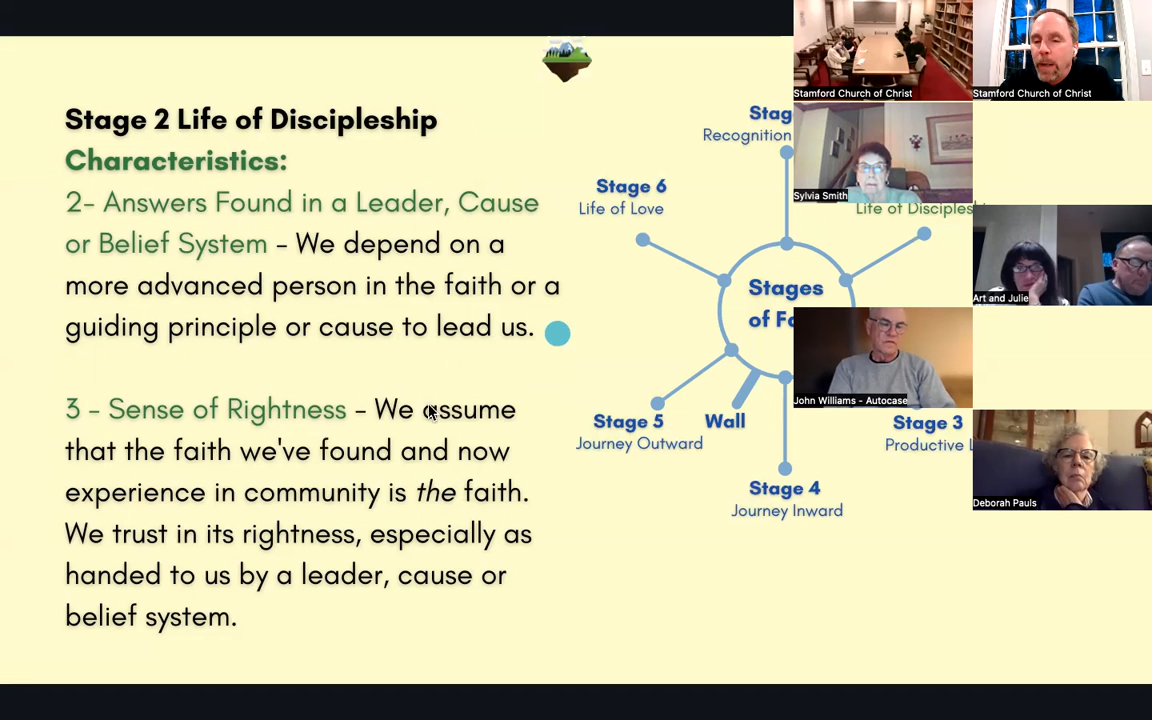 Stage 2 Life of Discipleship
Characteristics:
2- Answers Found in a Leader, Cause
or Belief System - We depend on a
more advanced person in the faith or a
guiding principle or cause to lead us.
3 - Sense of Rightness - We assume
that the faith we've found and now
experience in community is the faith.
We trust in its rightness, especially as
handed to us by a leader, cause or
belief system.
Recognition
Stage 6
Life of Love
Life of
Stages
of
Stage 5
Journey Outward
Wall
Stage 3
Productive
Stage 4
Journey Inward
Stamford Church of Christ
Stamford Church of Christ
Sylvia Smith
Art and Julie
John Williams - Autocase
Deborah Pauls